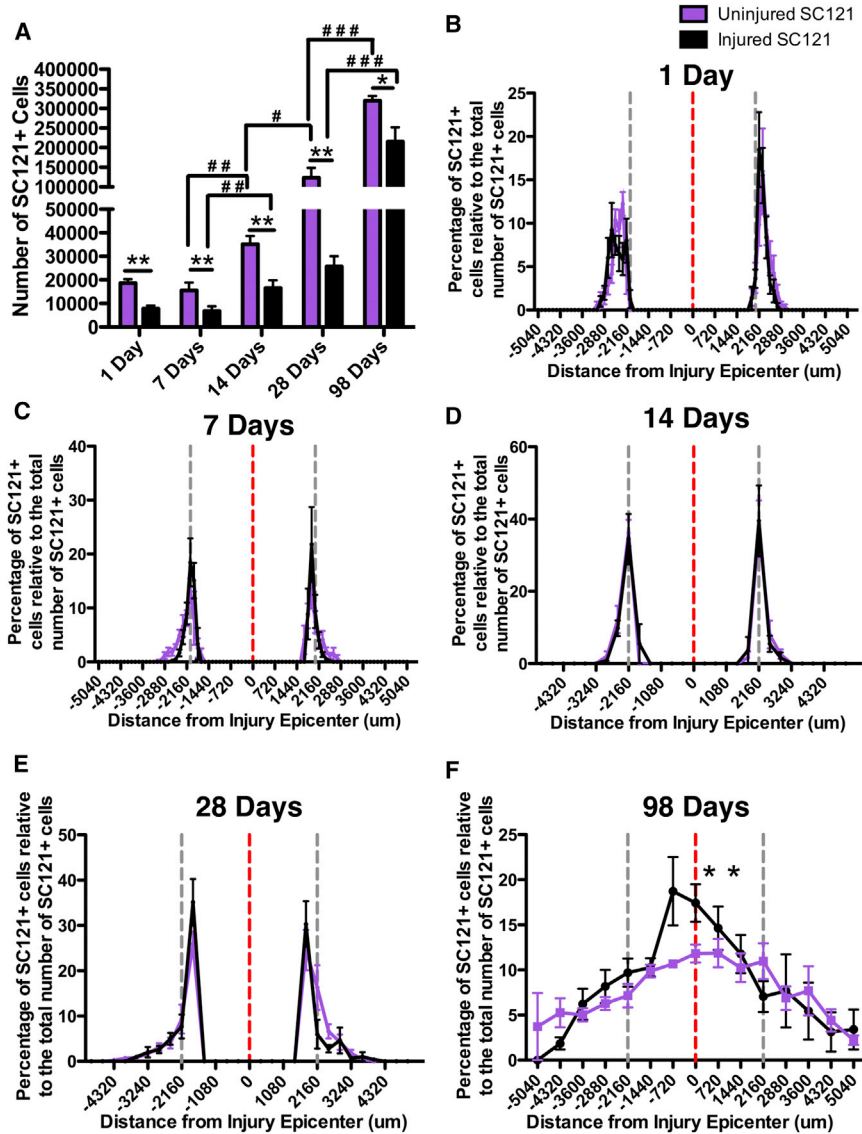 Uninjured SC121
Injured SC121
A
Number of SC121+ Cells
400000
350000
300000
250000
200000
150000
100000
50000
40000
30000
20000
10000
0
** ** ** ** *
## ## # ### ###
1 Day 7 Days 14 Days 28 Days 98 Days
B
1 Day
Percentage of SC121+
cells relative to the total
number of SC121+ cells
25
20
15
10
5
0
-5040 -4320 -3600 -2880 -2160 -1440 -720 0 720 1440 2160 2880 3600 4320 5040
Distance from Injury Epicenter (um)
C
7 Days
Percentage of SC121+
cells relative to the total
number of SC121+ cells
40
30
20
10
0
-5040 -4320 -3600 -2880 -2160 -1440 -720 0 720 1440 2160 2880 3600 4320 5040
Distance from Injury Epicenter (um)
D
14 Days
Percentage of SC121+
cells relative to the total
number of SC121+ cells
60
40
20
0
-4320 -3240 -2160 -1080 0 1080 2160 3240 4320
Distance from Injury Epicenter (um)
E
28 Days
Percentage of SC121+ cells relative
to the total number of SC121+ cells
50
40
30
20
10
0
-4320 -3240 -2160 -1080 0 1080 2160 3240 4320
Distance from Injury Epicenter (um)
F
98 Days
Percentage of SC121+ cells relative
to the total number of SC121+ cells
25
20
15
10
5
0
* *
-5040 -4320 -3600 -2880 -2160 -1440 -720 0 720 1440 2160 2880 3600 4320 5040
Distance from Injury Epicenter (um)